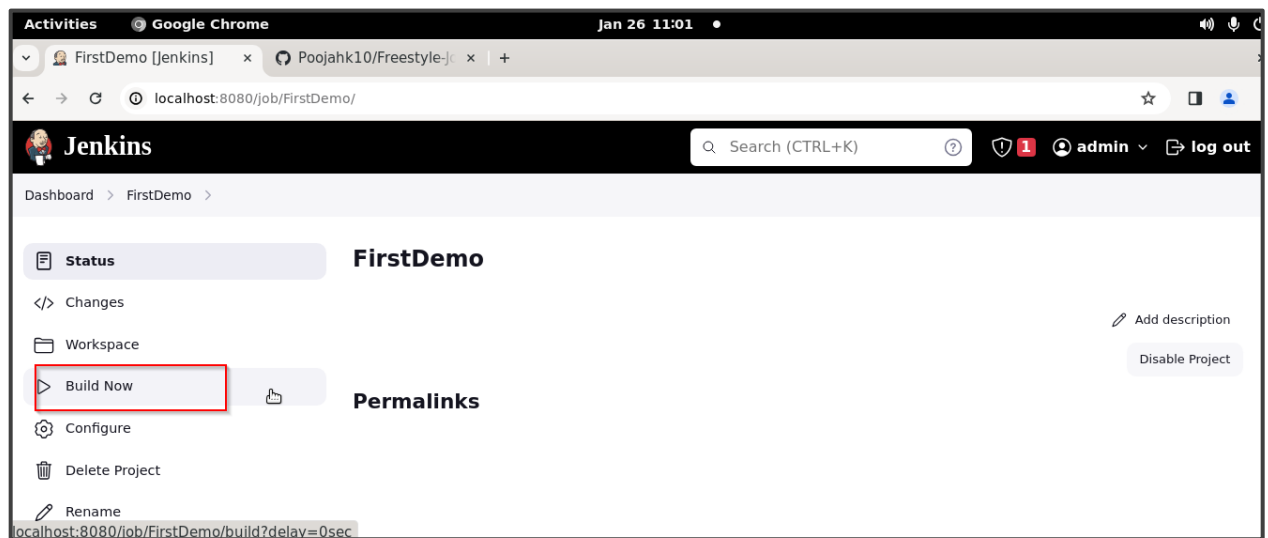 Activities Google Chrome Jan 26 11:01
FirstDemo [Jenkins] × Poojahk10/Freestyle-Jo × +
localhost:8080/job/FirstDemo/
Jenkins Search (CTRL+K) 1 admin log out
Dashboard > FirstDemo >
Status
FirstDemo
Changes
Add description
Workspace
Disable Project
Build Now
Permalinks
Configure
Delete Project
Rename
localhost:8080/job/FirstDemo/build?delay=0sec